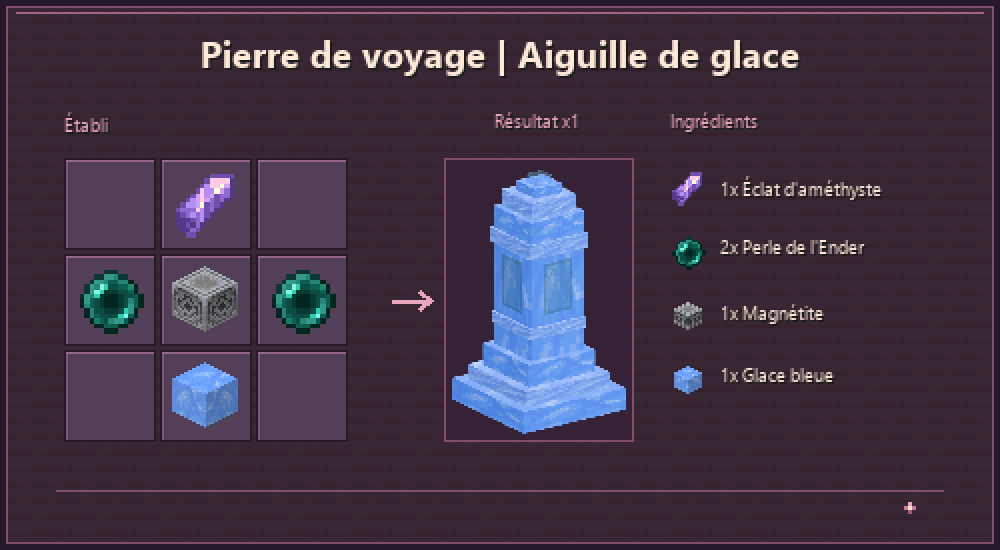 Pierre de voyage | Aiguille de glace
Établi
Résultat x1
Ingrédients
1x Éclat d'améthyste
2x Perle de l'Ender
1x Magnétite
1x Glace bleue